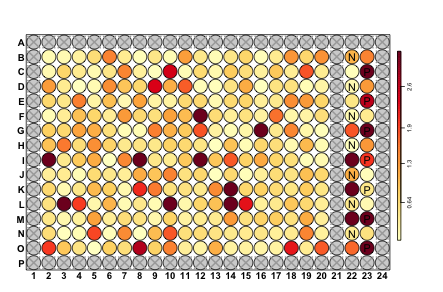 A
B N
C P
D N
E P
F N
G P
H N
I P
J N
K P
L N
M P
N N
O P
P
1 2 3 4 5 6 7 8 9 10 11 12 13 14 15 16 17 18 19 20 21 22 23 24
2.6
1.9
1.3
0.64